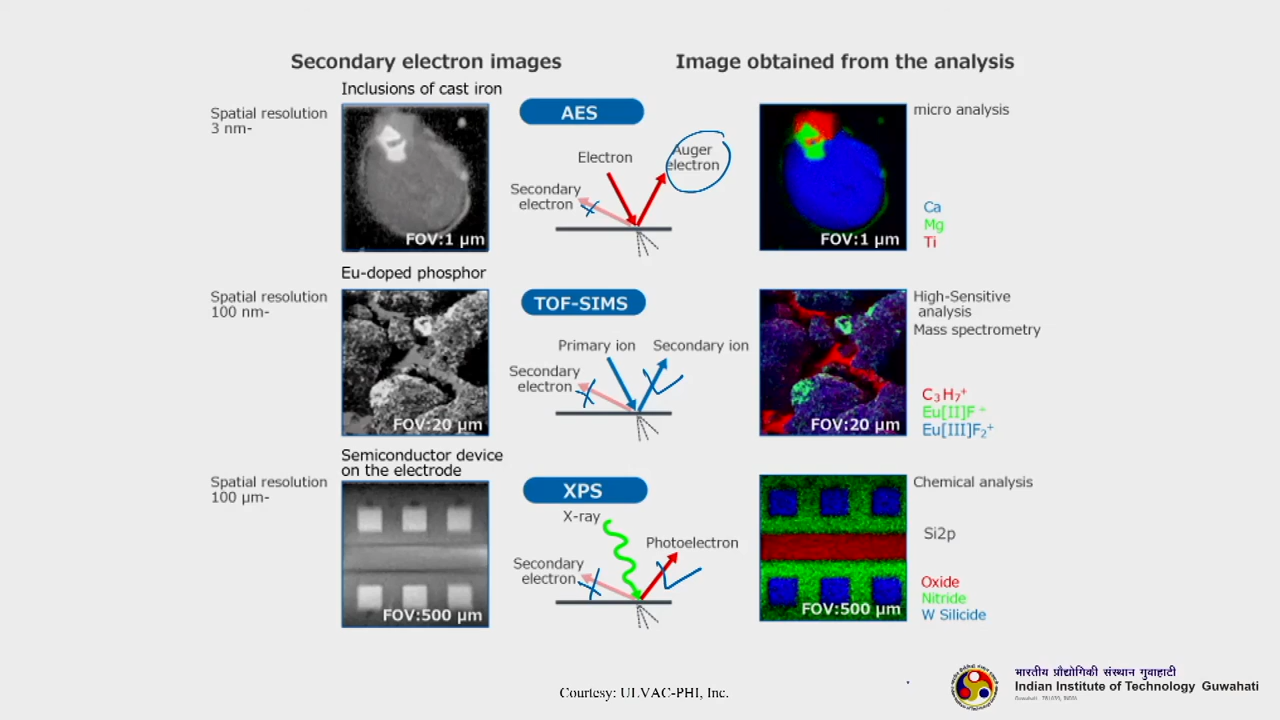 Secondary electron images
Image obtained from the analysis
Inclusions of cast iron
Spatial resolution
3 nm-
FOV:1 μm
AES
Electron
Auger
electron
Secondary
electron
FOV:1 μm
micro analysis
Ca
Mg
Ti
Eu-doped phosphor
Spatial resolution
100 nm-
FOV:20 μm
TOF-SIMS
Primary ion
Secondary ion
Secondary
electron
FOV:20 μm
High-Sensitive
analysis
Mass spectrometry
C₃H₇⁺
Eu[II]F⁺
Eu[III]F₂⁺
Semiconductor device
on the electrode
Spatial resolution
100 μm-
FOV:500 μm
XPS
X-ray
Photoelectron
Secondary
electron
FOV:500 μm
Chemical analysis
Si2p
Oxide
Nitride
W Silicide
Courtesy: ULVAC-PHI, Inc.
भारतीय प्रौद्योगिकी संस्थान गुवाहाटी
Indian Institute of Technology Guwahati